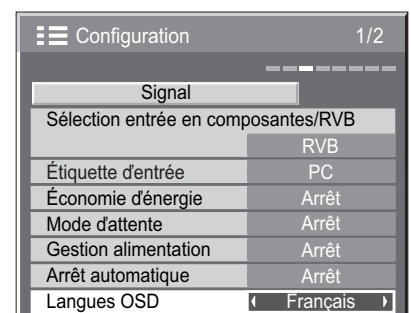 Configuration 1/2
Signal
Sélection entrée en composantes/RVB
RVB
Étiquette d'entrée PC
Économie d'énergie Arrêt
Mode d'attente Arrêt
Gestion alimentation Arrêt
Arrêt automatique Arrêt
Langues OSD Français